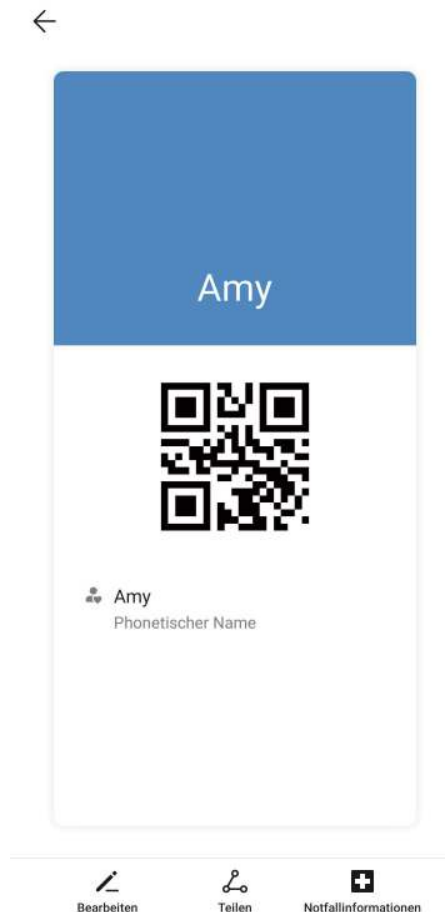 Amy
Amy
Phonetischer Name
Bearbeiten
Teilen
Notfallinformationen